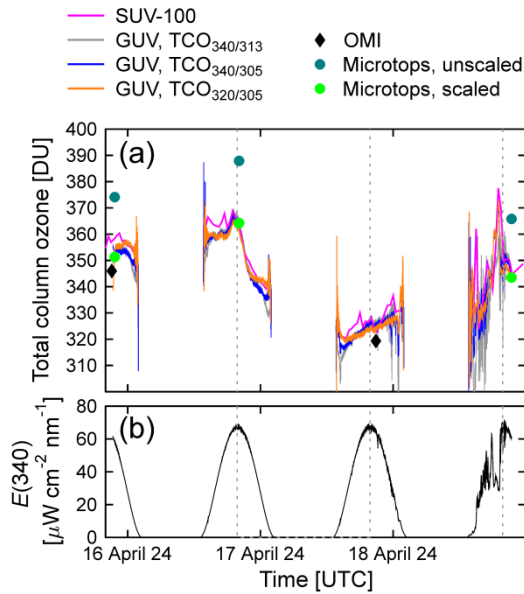 SUV-100
GUV, TCO340/313
GUV, TCO340/305
GUV, TCO320/305
OMI
Microtops, unscaled
Microtops, scaled
(a)
Total column ozone [DU]
400
390
380
370
360
350
340
330
320
310
(b)
E(340)
[µW cm-2 nm-1]
80
60
40
20
0
16 April 24
17 April 24
18 April 24
Time [UTC]